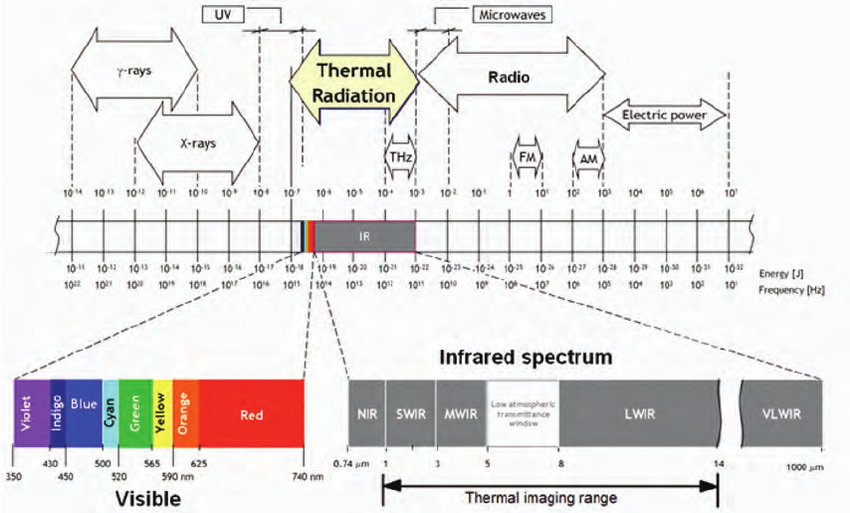 UV
Microwaves
γ-rays
Thermal
Radiation
Radio
Electric power
X-rays
THz
FM
AM
10⁻¹⁴ 10⁻¹³ 10⁻¹² 10⁻¹¹ 10⁻¹⁰ 10⁻⁹ 10⁻⁸ 10⁻⁷ 10⁻⁶ 10⁻⁵ 10⁻⁴ 10⁻³ 10⁻² 10⁻¹ 1 10¹ 10² 10³ 10⁴ 10⁵ 10⁶ 10⁷
IR
10⁻¹¹ 10⁻¹² 10⁻¹³ 10⁻¹⁴ 10⁻¹⁵ 10⁻¹⁶ 10⁻¹⁷ 10⁻¹⁸ 10⁻¹⁹ 10⁻²⁰ 10⁻²¹ 10⁻²² 10⁻²³ 10⁻²⁴ 10⁻²⁵ 10⁻²⁶ 10⁻²⁷ 10⁻²⁸ 10⁻²⁹ 10⁻³⁰ 10⁻³¹ 10⁻³² Energy [J]
10²² 10²¹ 10²⁰ 10¹⁹ 10¹⁸ 10¹⁷ 10¹⁶ 10¹⁵ 10¹⁴ 10¹³ 10¹² 10¹¹ 10¹⁰ 10⁹ 10⁸ 10⁷ 10⁶ 10⁵ 10⁴ 10³ 10² 10¹ Frequency [Hz]
Infrared spectrum
Violet
Indigo
Blue
Cyan
Green
Yellow
Orange
Red
NIR
SWIR
MWIR
Low atmospheric
transmittance
window
LWIR
VLWIR
350 430 450 500 520 565 590 nm 625 740 nm
0.74 µm 1 3 5 8 14 1000 µm
Visible
Thermal imaging range